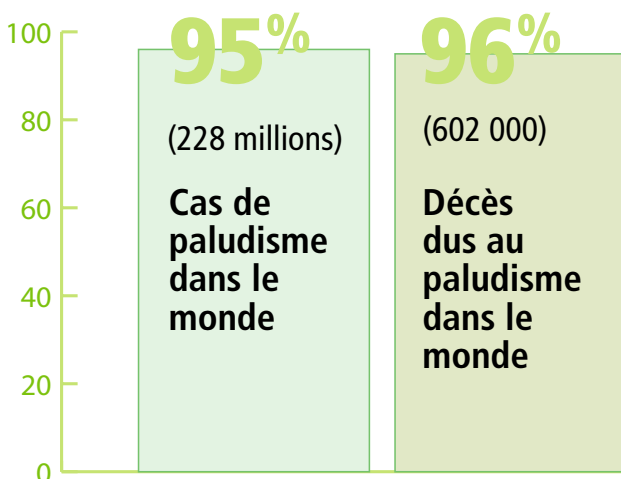 100
80
60
40
20
0
95%
(228 millions)
Cas de
paludisme
dans le
monde
96%
(602 000)
Décès
dus au
paludisme
dans le
monde